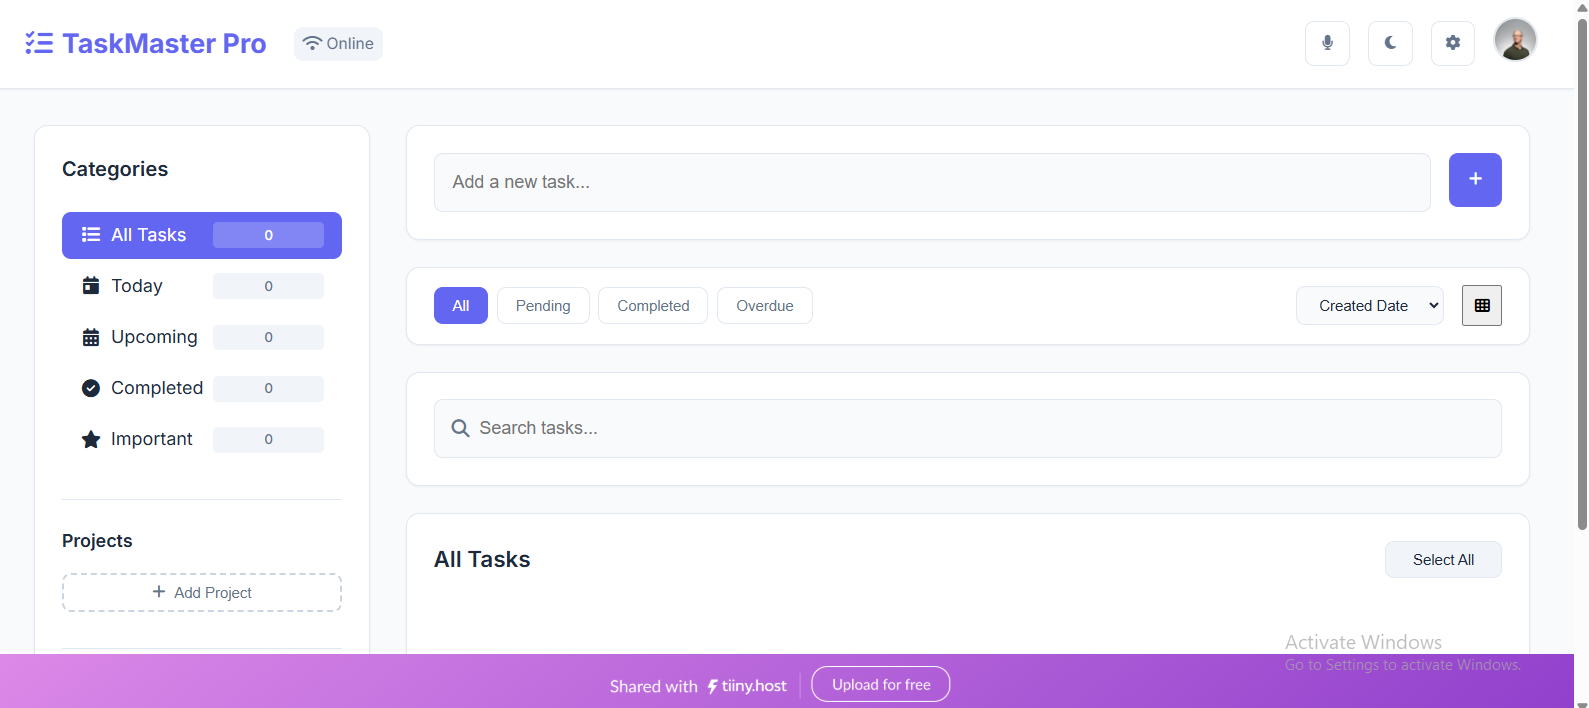 TaskMaster Pro
Online
Categories
All Tasks 0
Today 0
Upcoming 0
Completed 0
Important 0
Projects
+ Add Project
Add a new task...
+
All Pending Completed Overdue
Created Date
Search tasks...
All Tasks
Select All
Activate Windows
Go to Settings to activate Windows.
Shared with tiiny.host
Upload for free